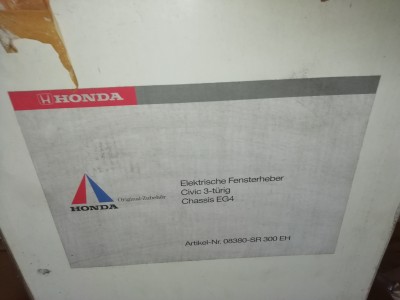 HONDA
Elektrische Fensterheber
Civic 3-türig
Chassis EG4
HONDA
Original Zubehör
Artikel-Nr. 08380-SR 300 EH